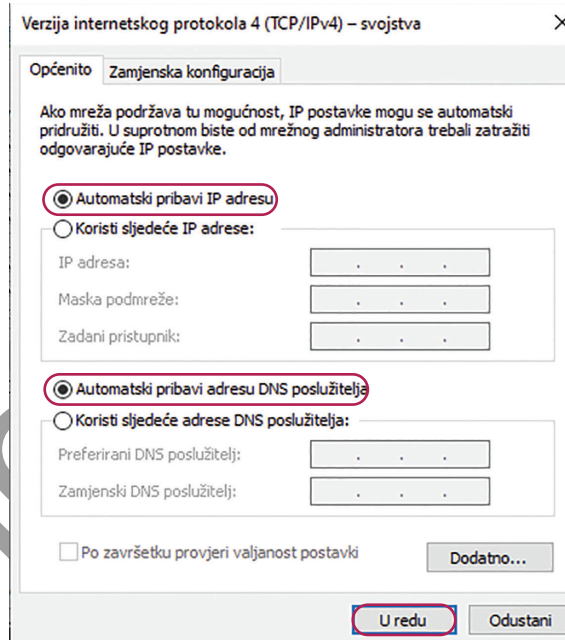 Verzija internetskog protokola 4 (TCP/IPv4) – svojstva
Općenito
Zamjenska konfiguracija
Ako mreža podržava tu mogućnost, IP postavke mogu se automatski
pridružiti. U suprotnom biste od mrežnog administratora trebali zatražiti
odgovarajuće IP postavke.
Automatski pribavi IP adresu
Koristi sljedeće IP adrese:
IP adresa:
Maska podmreže:
Zadani pristupnik:
Automatski pribavi adresu DNS poslužitelja
Koristi sljedeće adrese DNS poslužitelja:
Preferirani DNS poslužitelj:
Zamjenski DNS poslužitelj:
Po završetku provjeri valjanost postavki
Dodatno...
U redu
Odustani